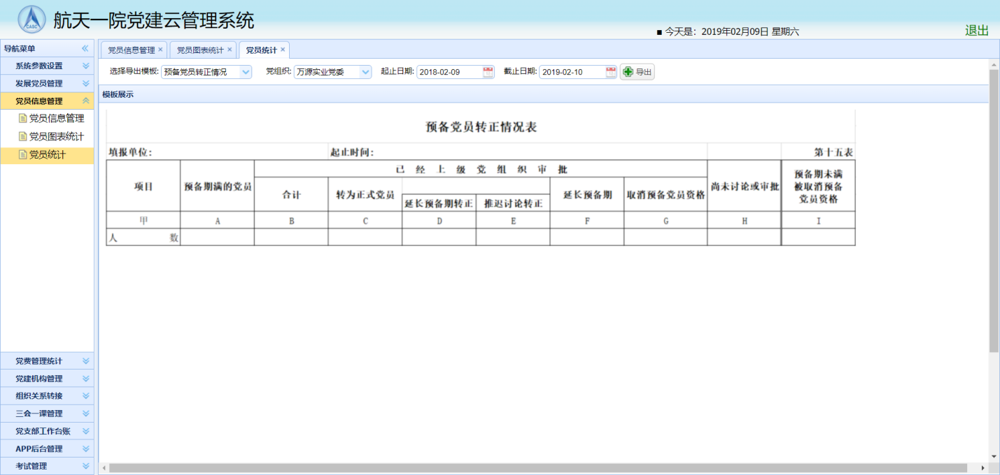 航天一院党建云管理系统
CASC
■ 今天是：2019年02月09日 星期六
退出
导航菜单
系统参数设置
发展党员管理
党员信息管理
党员信息管理
党员图表统计
党员统计
党费管理统计
党建机构管理
组织关系转接
三会一课管理
党支部工作台账
APP后台管理
考试管理
党员信息管理 × 党员图表统计 × 党员统计 ×
选择导出模板: 预备党员转正情况 党组织: 万源实业党委 起止日期: 2018-02-09 截止日期: 2019-02-10 导出
模板展示
预备党员转正情况表
填报单位： 起止时间： 第十五表
项目 预备期满的党员 已经上级党组织审批 尚未讨论或审批 预备期未满
被取消预备
党员资格
合计 转为正式党员 延长预备期 取消预备党员资格
延长预备期转正 推迟讨论转正
甲 A B C D E F G H I
人 数